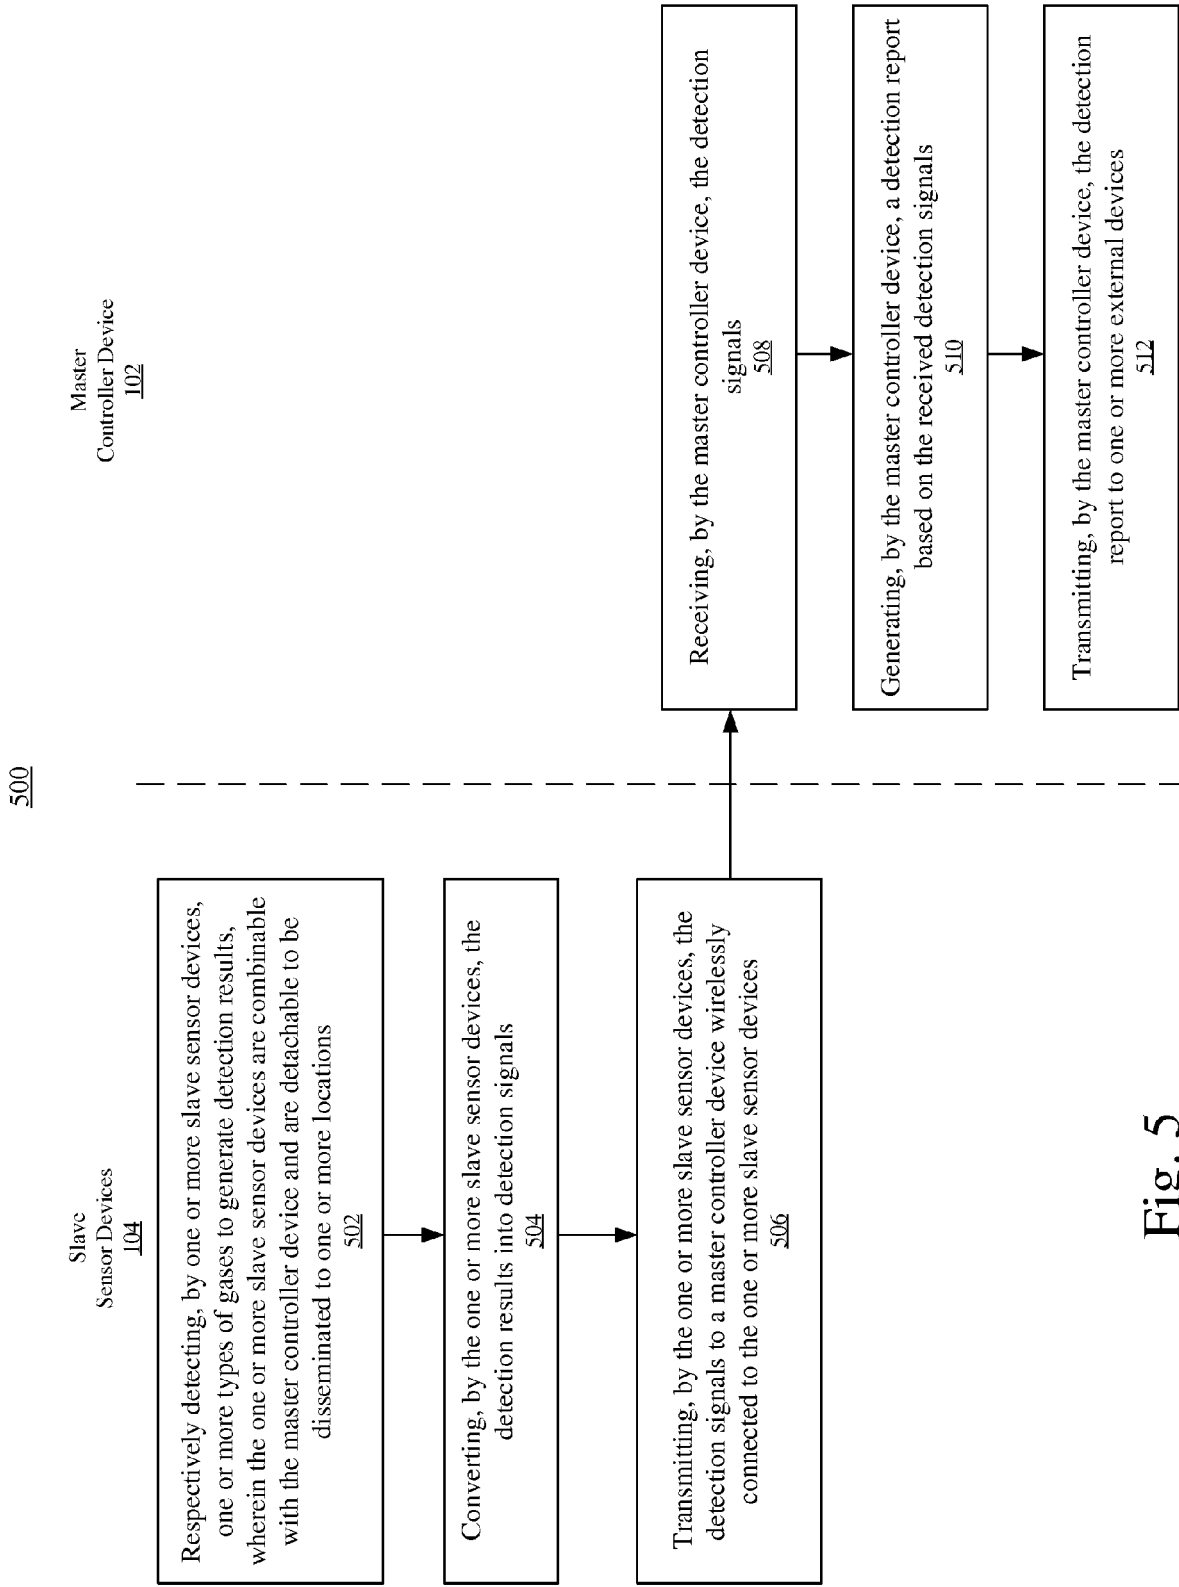 500
Slave
Sensor Devices
104
Master
Controller Device
102
Respectively detecting, by one or more slave sensor devices,
one or more types of gases to generate detection results,
wherein the one or more slave sensor devices are combinable
with the master controller device and are detachable to be
disseminated to one or more locations
502
Converting, by the one or more slave sensor devices, the
detection results into detection signals
504
Transmitting, by the one or more slave sensor devices, the
detection signals to a master controller device wirelessly
connected to the one or more slave sensor devices
506
Receiving, by the master controller device, the detection
signals
508
Generating, by the master controller device, a detection report
based on the received detection signals
510
Transmitting, by the master controller device, the detection
report to one or more external devices
512
Fig. 5